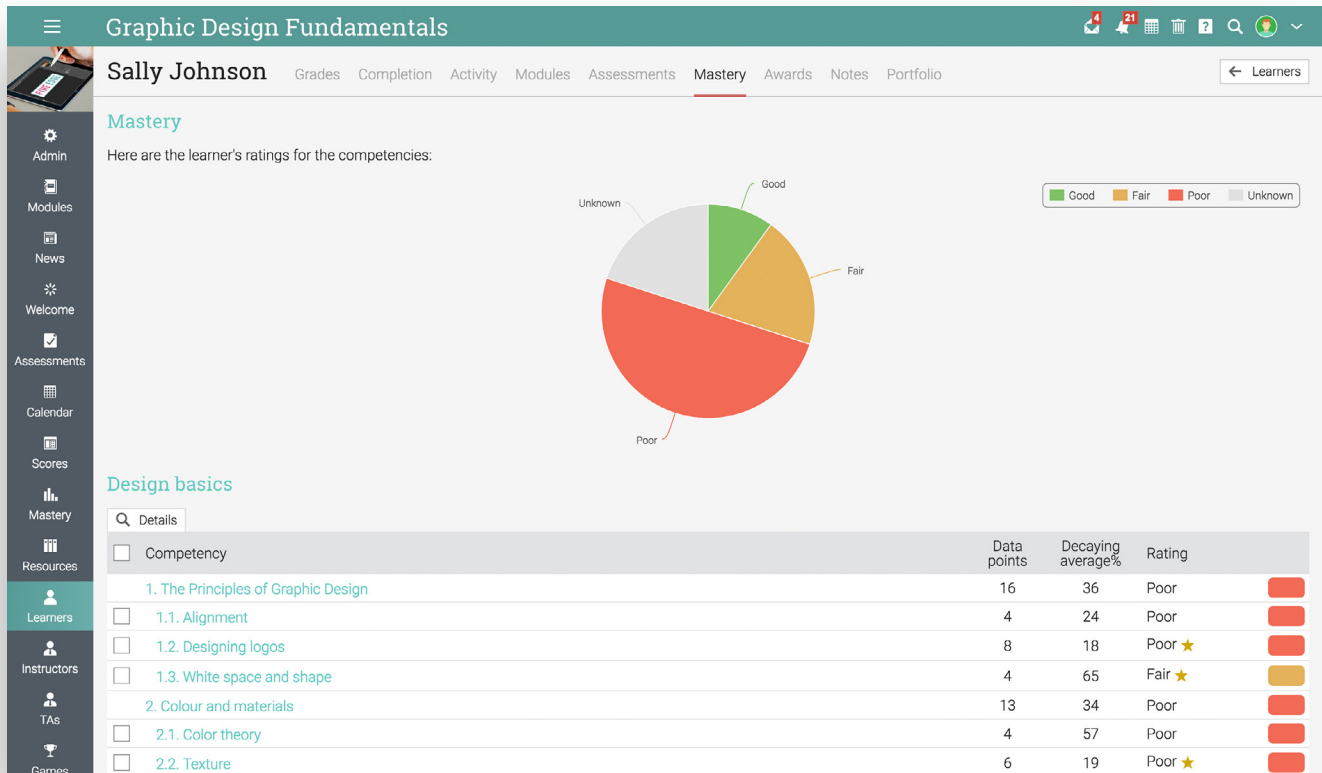 Graphic Design Fundamentals
4
21
?
Sally Johnson
Grades Completion Activity Modules Assessments Mastery Awards Notes Portfolio
← Learners
Admin
Modules
News
Welcome
Assessments
Calendar
Scores
Mastery
Resources
Learners
Instructors
TAs
Games
Mastery
Here are the learner's ratings for the competencies:
Good
Unknown
Fair
Poor
Good Fair Poor Unknown
Design basics
Details
Competency Data points Decaying average% Rating
1. The Principles of Graphic Design 16 36 Poor
1.1. Alignment 4 24 Poor
1.2. Designing logos 8 18 Poor ★
1.3. White space and shape 4 65 Fair ★
2. Colour and materials 13 34 Poor
2.1. Color theory 4 57 Poor
2.2. Texture 6 19 Poor ★